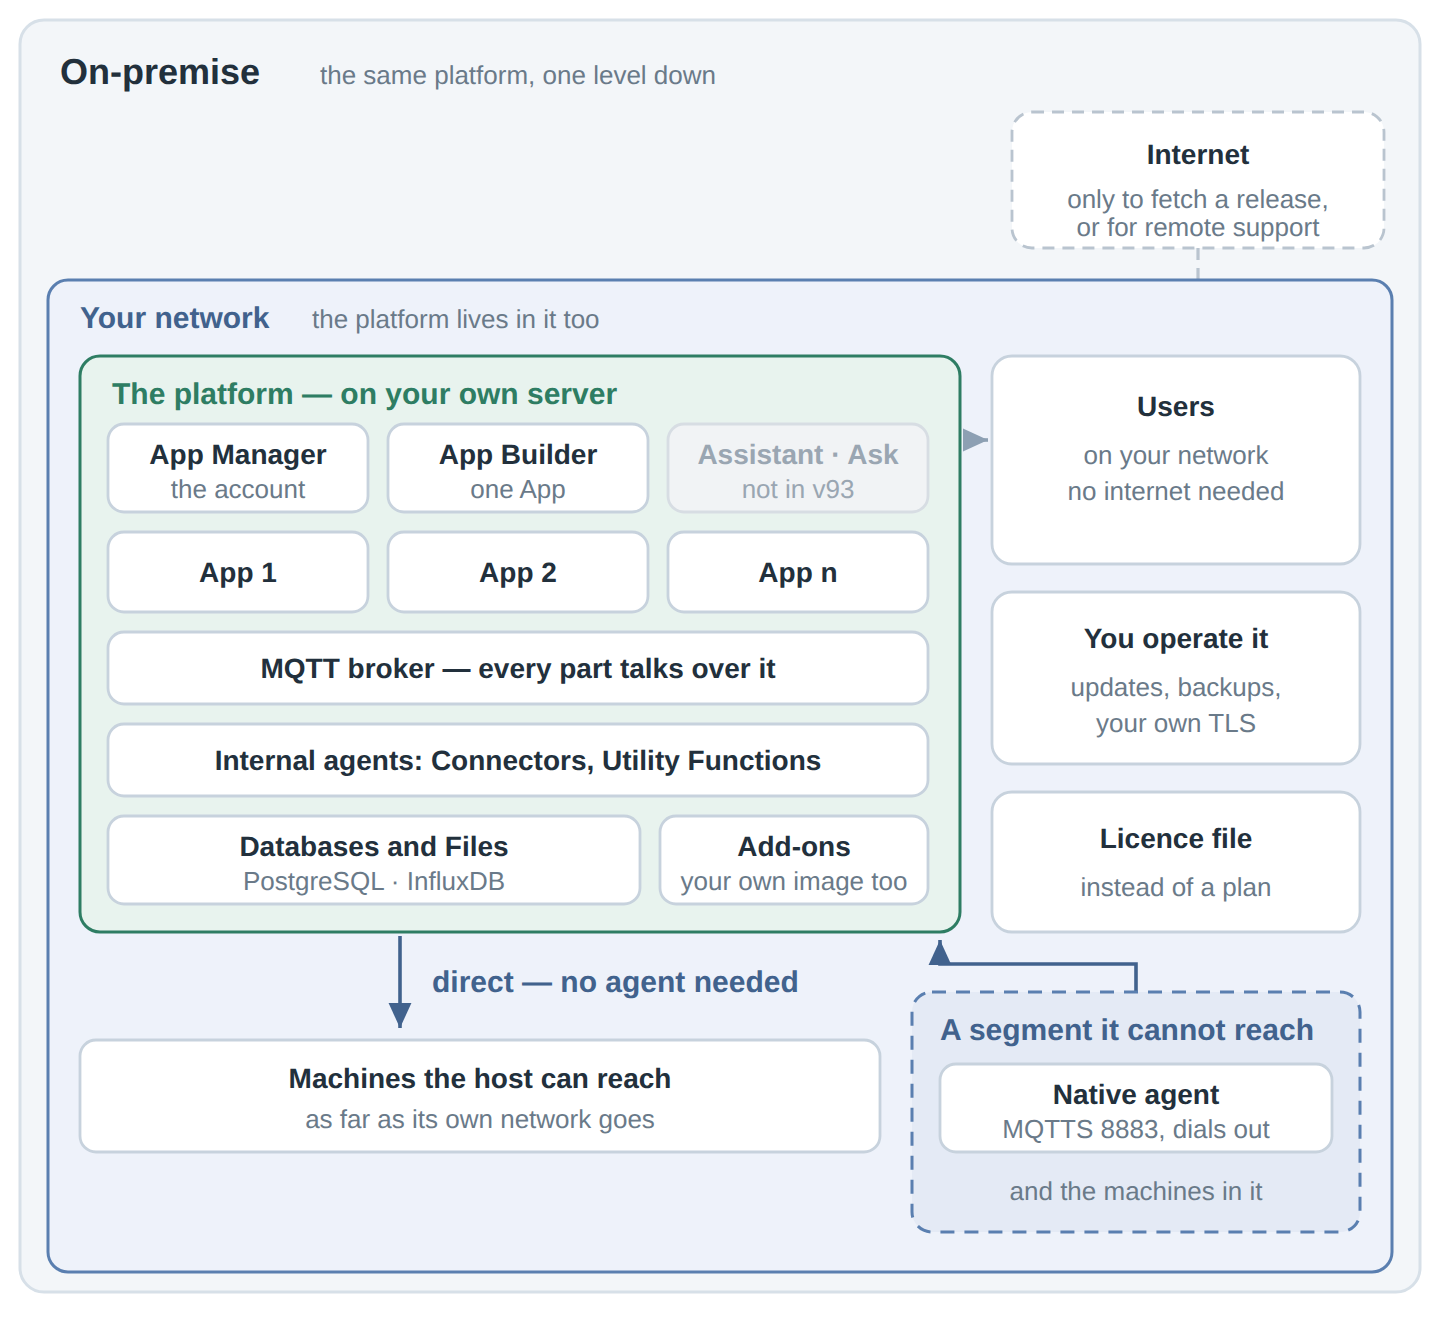 On-premise
the same platform, one level down
Internet
only to fetch a release,
or for remote support
Your network
the platform lives in it too
The platform — on your own server
App Manager
the account
App Builder
one App
Assistant · Ask
not in v93
App 1
App 2
App n
MQTT broker — every part talks over it
Internal agents: Connectors, Utility Functions
Databases and Files
PostgreSQL · InfluxDB
Add-ons
your own image too
Users
on your network
no internet needed
You operate it
updates, backups,
your own TLS
Licence file
instead of a plan
direct — no agent needed
Machines the host can reach
as far as its own network goes
A segment it cannot reach
Native agent
MQTTS 8883, dials out
and the machines in it